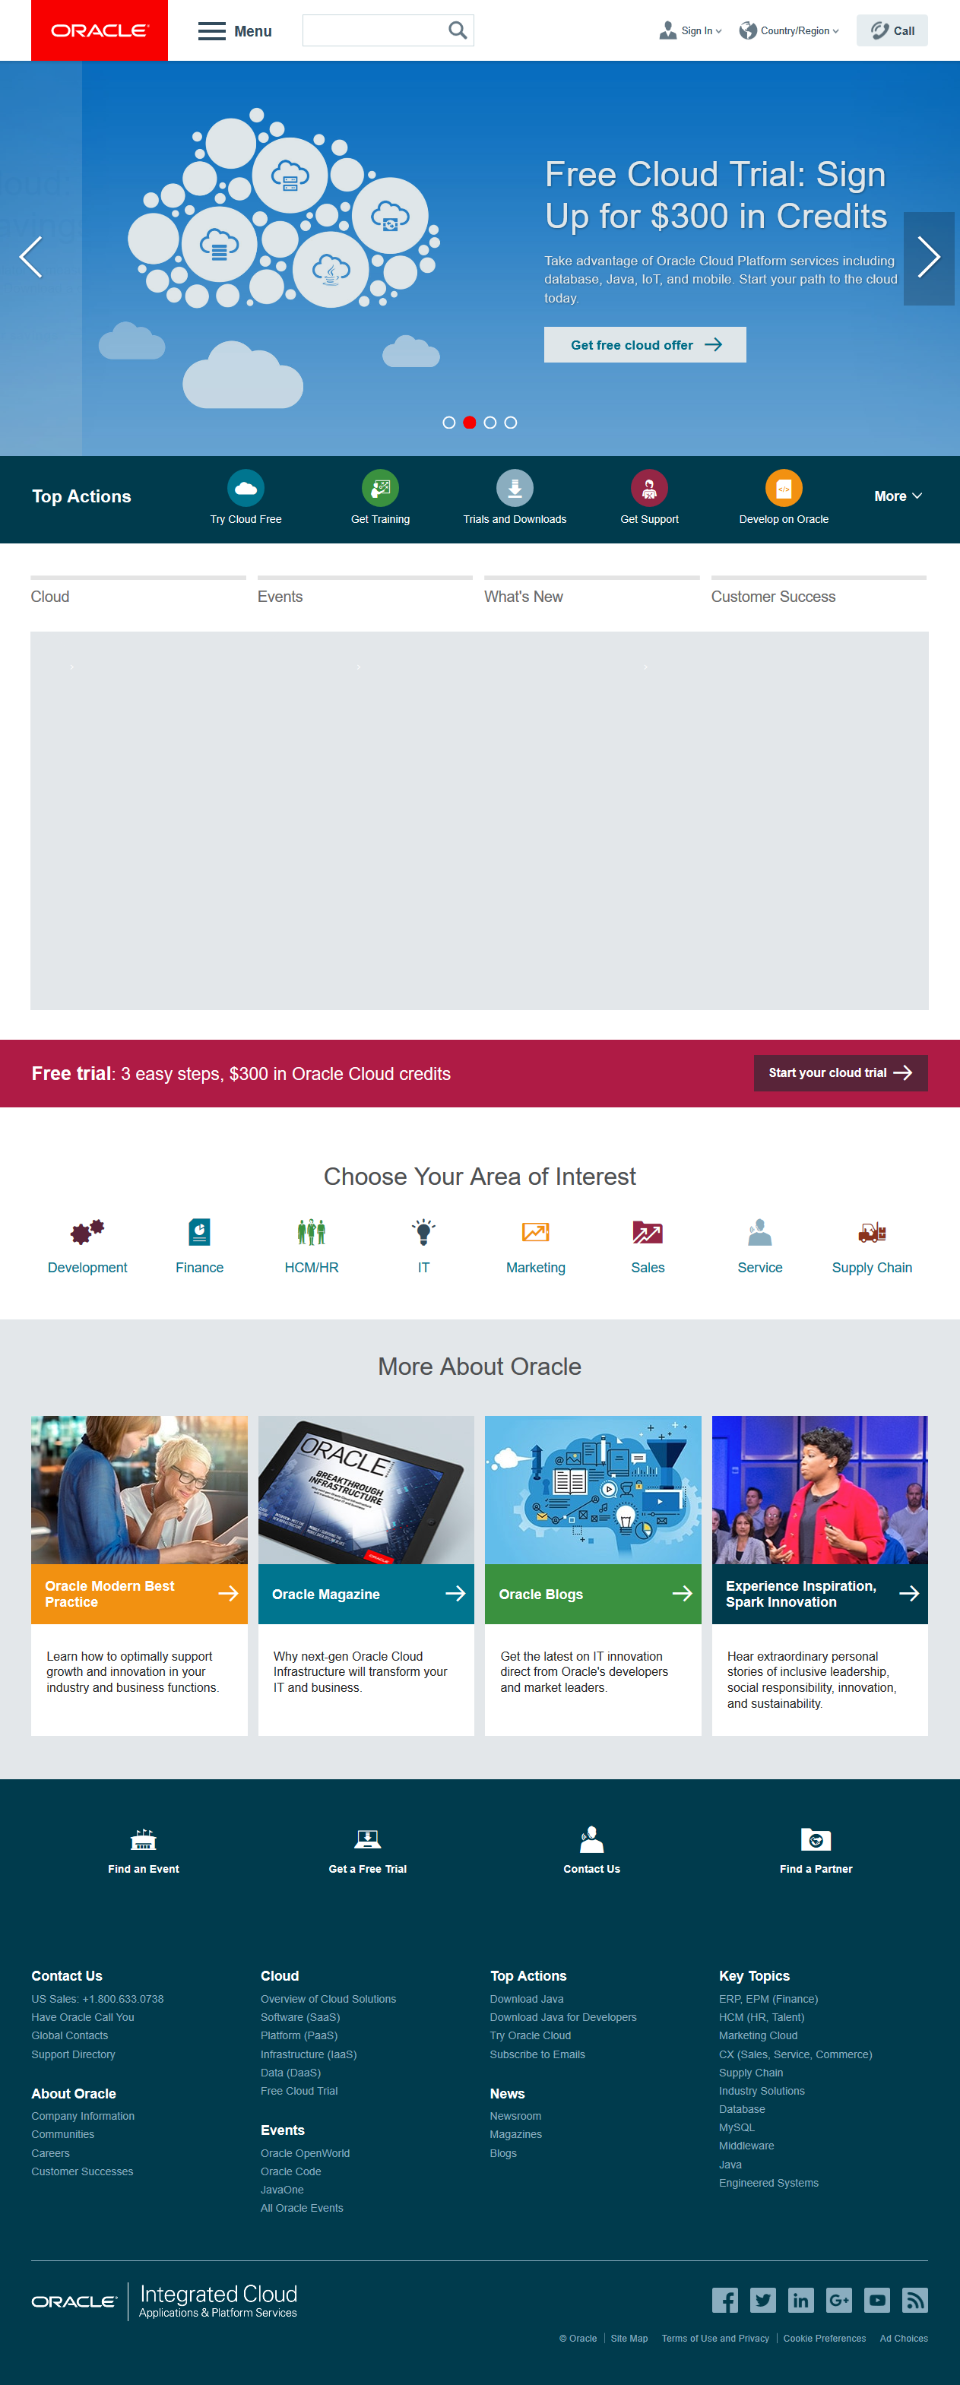 ORACLE
Menu
Sign In
Country/Region
Call
Free Cloud Trial: Sign
Up for $300 in Credits
Take advantage of Oracle Cloud Platform services including
database, Java, IoT, and mobile. Start your path to the cloud
today.
Get free cloud offer
Top Actions
Try Cloud Free
Get Training
Trials and Downloads
Get Support
Develop on Oracle
More
Cloud
Events
What's New
Customer Success
Free trial: 3 easy steps, $300 in Oracle Cloud credits
Start your cloud trial
Choose Your Area of Interest
Development
Finance
HCM/HR
IT
Marketing
Sales
Service
Supply Chain
More About Oracle
ORACLE
BREAKTHROUGH
INFRASTRUCTURE
Oracle Modern Best
Practice
Oracle Magazine
Oracle Blogs
Experience Inspiration,
Spark Innovation
Learn how to optimally support
growth and innovation in your
industry and business functions.
Why next-gen Oracle Cloud
Infrastructure will transform your
IT and business.
Get the latest on IT innovation
direct from Oracle's developers
and market leaders.
Hear extraordinary personal
stories of inclusive leadership,
social responsibility, innovation,
and sustainability.
Find an Event
Get a Free Trial
Contact Us
Find a Partner
Contact Us
US Sales: +1.800.633.0738
Have Oracle Call You
Global Contacts
Support Directory
About Oracle
Company Information
Communities
Careers
Customer Successes
Cloud
Overview of Cloud Solutions
Software (SaaS)
Platform (PaaS)
Infrastructure (IaaS)
Data (DaaS)
Free Cloud Trial
Events
Oracle OpenWorld
Oracle Code
JavaOne
All Oracle Events
Top Actions
Download Java
Download Java for Developers
Try Oracle Cloud
Subscribe to Emails
News
Newsroom
Magazines
Blogs
Key Topics
ERP, EPM (Finance)
HCM (HR, Talent)
Marketing Cloud
CX (Sales, Service, Commerce)
Supply Chain
Industry Solutions
Database
MySQL
Middleware
Java
Engineered Systems
ORACLE
Integrated Cloud
Applications & Platform Services
© Oracle
Site Map
Terms of Use and Privacy
Cookie Preferences
Ad Choices